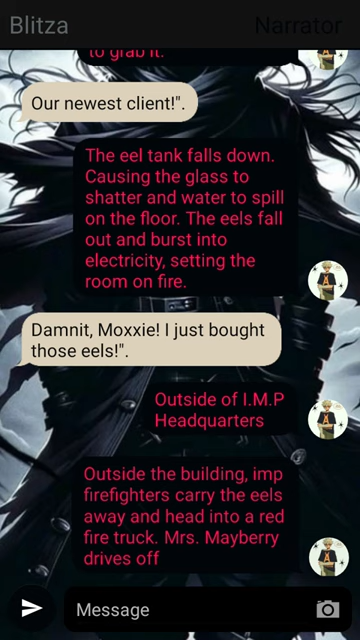 Blitza
Narrator
to grab it.
Our newest client!".
The eel tank falls down.
Causing the glass to
shatter and water to spill
on the floor. The eels fall
out and burst into
electricity, setting the
room on fire.
Damnit, Moxxie! I just bought
those eels!".
Outside of I.M.P
Headquarters
Outside the building, imp
firefighters carry the eels
away and head into a red
fire truck. Mrs. Mayberry
drives off
Message